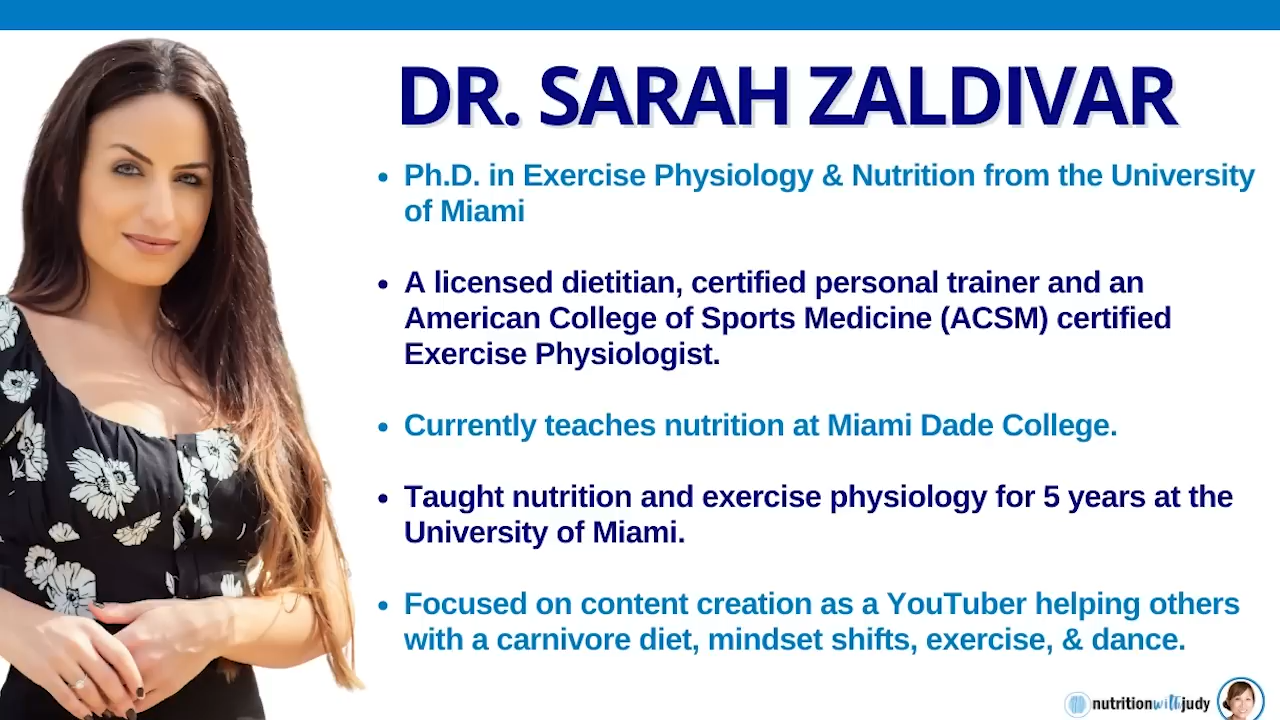 DR. SARAH ZALDIVAR
• Ph.D. in Exercise Physiology & Nutrition from the University
of Miami
• A licensed dietitian, certified personal trainer and an
American College of Sports Medicine (ACSM) certified
Exercise Physiologist.
• Currently teaches nutrition at Miami Dade College.
• Taught nutrition and exercise physiology for 5 years at the
University of Miami.
• Focused on content creation as a YouTuber helping others
with a carnivore diet, mindset shifts, exercise, & dance.
nutritionwithjudy